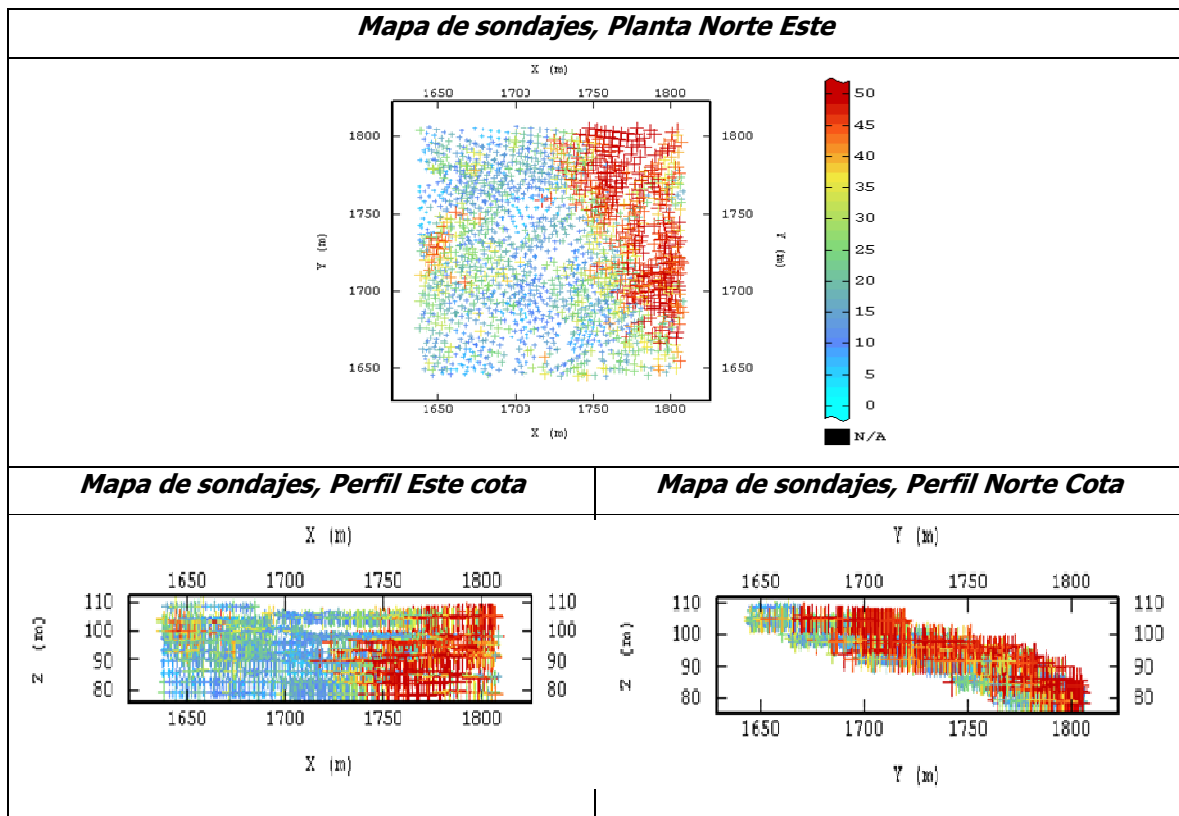 Mapa de sondajes, Planta Norte Este
X (m)
1650 1700 1750 1800
50
45
40
35
30
25
20
15
10
5
0
N/A
1800 1800
1750 1750
Y (m) Y (m)
1700 1700
1650 1650
1650 1700 1750 1800
X (m)
Mapa de sondajes, Perfil Este cota
X (m)
1650 1700 1750 1800
110 110
100 100
Z (m) Z (m)
90 90
80 80
1650 1700 1750 1800
X (m)
Mapa de sondajes, Perfil Norte Cota
Y (m)
1650 1700 1750 1800
110 110
100 100
Z (m) Z (m)
90 90
80 80
1650 1700 1750 1800
Y (m)